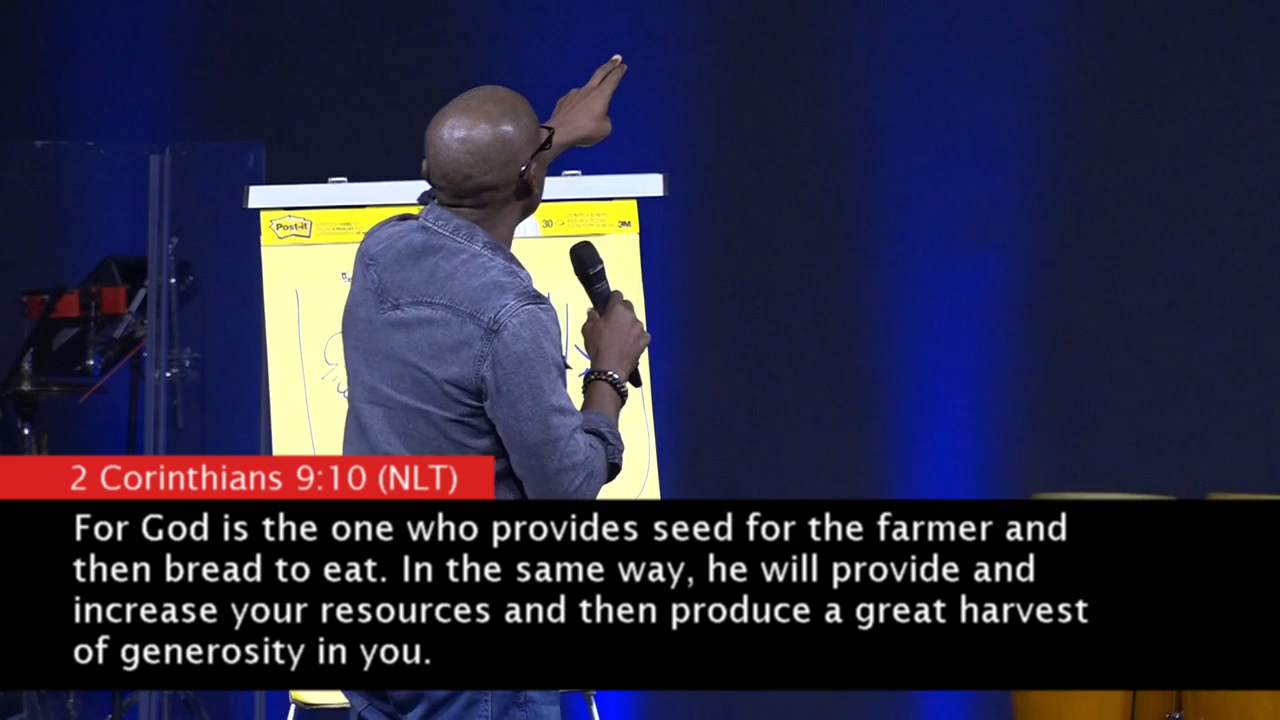 Post-it
30
3M
2 Corinthians 9:10 (NLT)
For God is the one who provides seed for the farmer and
then bread to eat. In the same way, he will provide and
increase your resources and then produce a great harvest
of generosity in you.